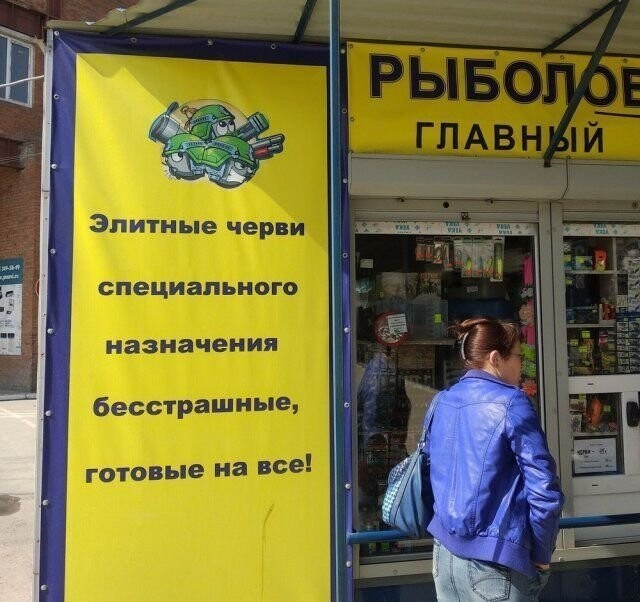 Элитные черви
специального
назначения
бесстрашные,
готовые на все!
РЫБОЛОВ
ГЛАВНЫЙ